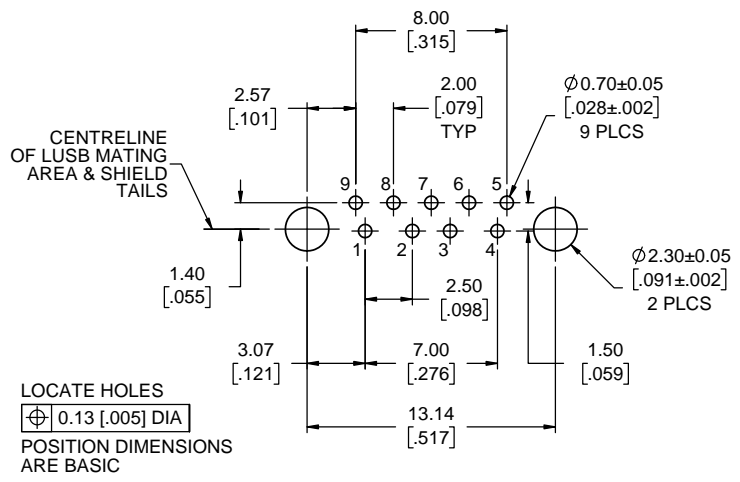 8.00
[.315]
2.57
[.101]
2.00
[.079]
TYP
∅0.70±0.05
[.028±.002]
9 PLCS
CENTRELINE
OF LUSB MATING
AREA & SHIELD
TAILS
9 8 7 6 5
1 2 3 4
1.40
[.055]
2.50
[.098]
∅2.30±0.05
[.091±.002]
2 PLCS
3.07
[.121]
7.00
[.276]
1.50
[.059]
LOCATE HOLES
⌖ 0.13 [.005] DIA
POSITION DIMENSIONS
ARE BASIC
13.14
[.517]